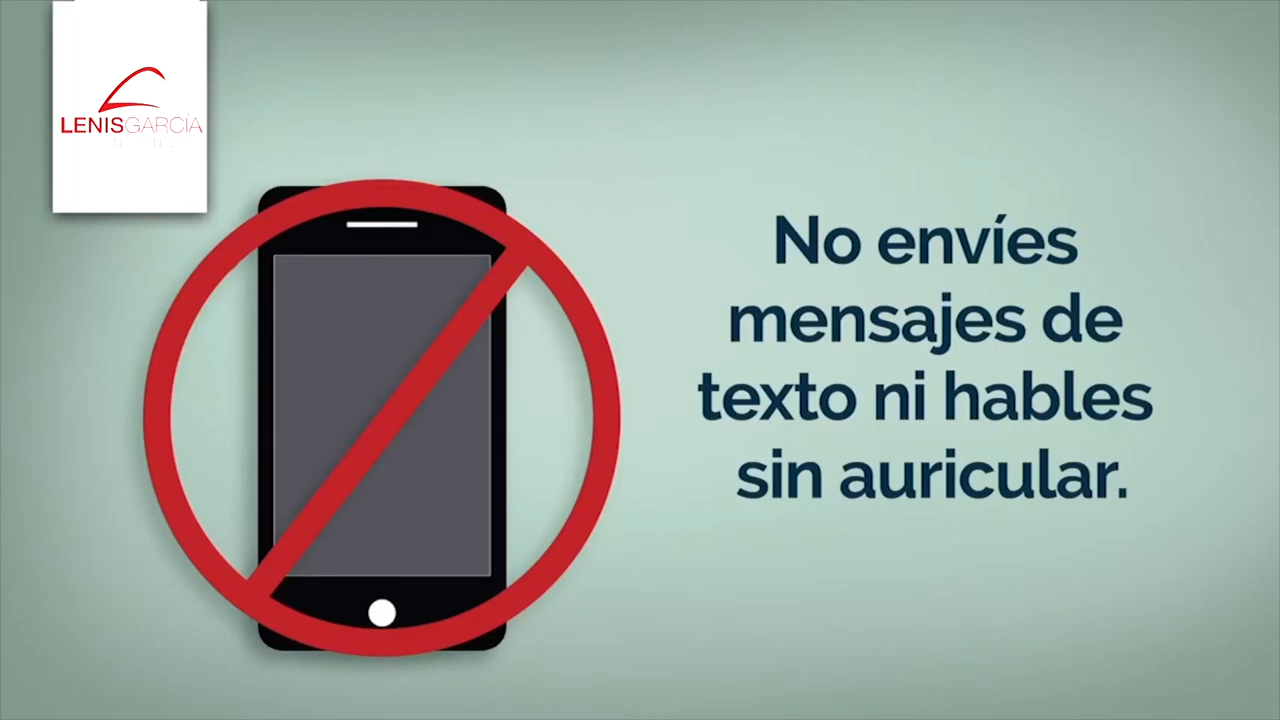 LENISGARCÍA
No envíes
mensajes de
texto ni hables
sin auricular.